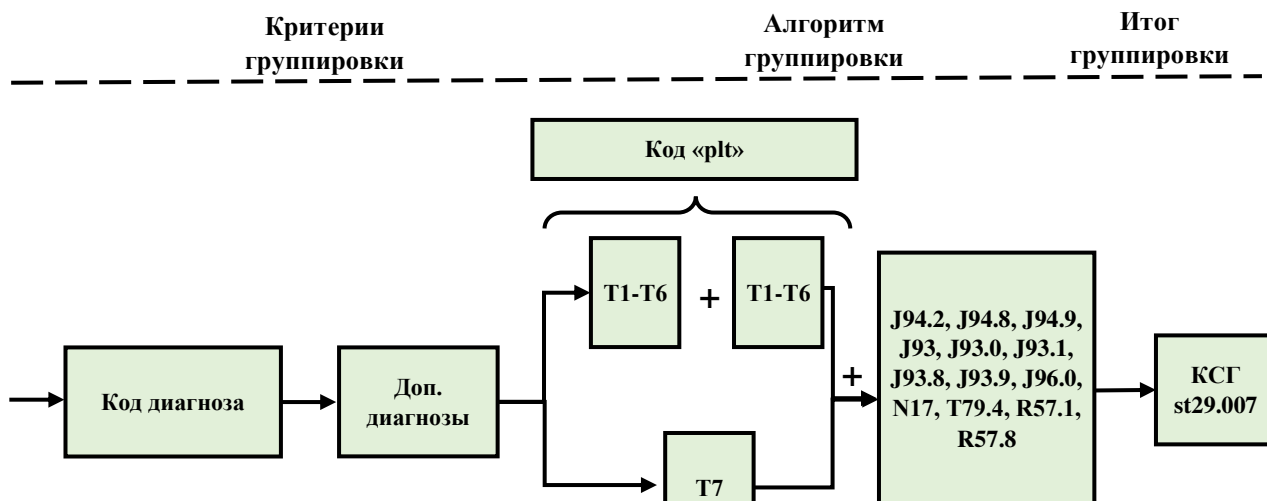 Критерии
группировки
Алгоритм
группировки
Итог
группировки
Код «plt»
T1-T6
+
T1-T6
J94.2, J94.8, J94.9,
J93, J93.0, J93.1,
J93.8, J93.9, J96.0,
N17, T79.4, R57.1,
R57.8
+
Код диагноза
Доп.
диагнозы
КСГ
st29.007
T7